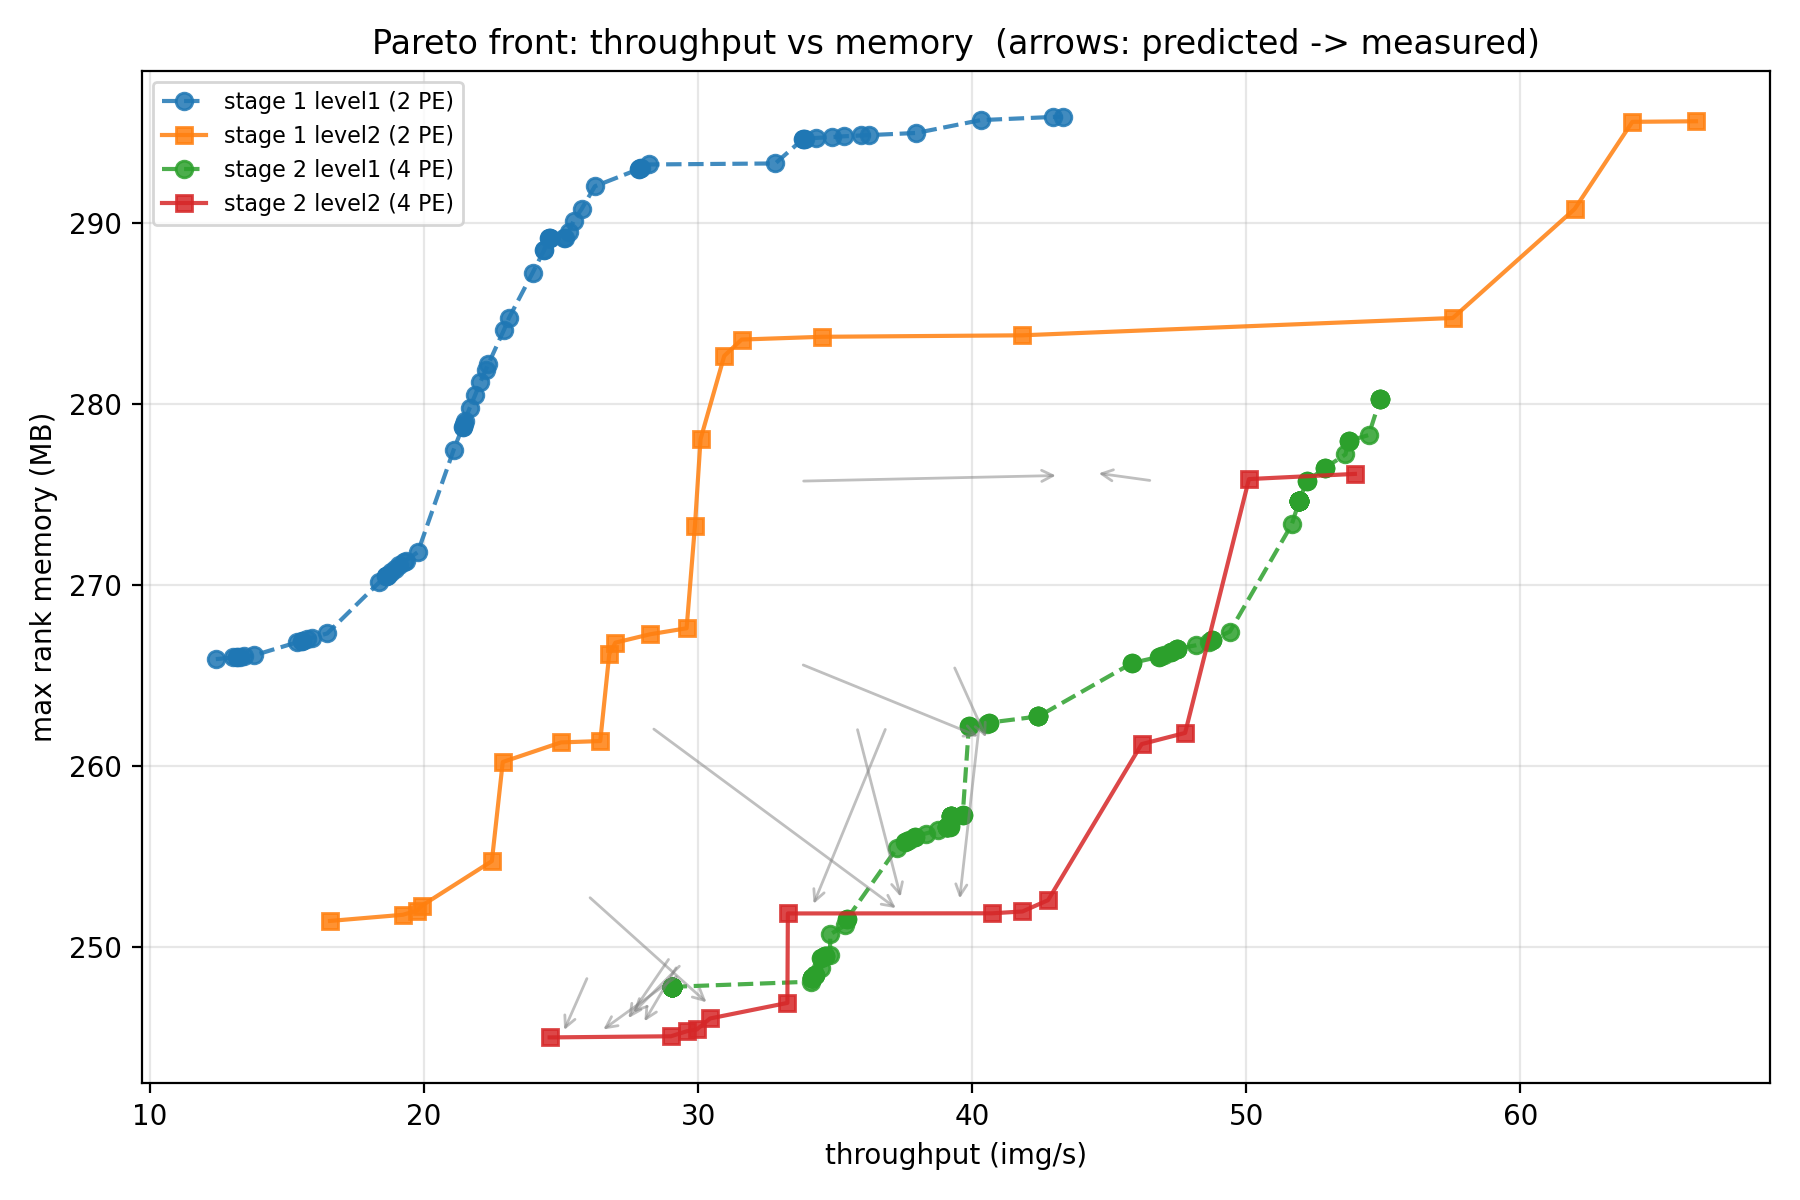 Pareto front: throughput vs memory  (arrows: predicted -> measured)
stage 1 level1 (2 PE)
stage 1 level2 (2 PE)
stage 2 level1 (4 PE)
stage 2 level2 (4 PE)
max rank memory (MB)
290
280
270
260
250
10 20 30 40 50 60
throughput (img/s)